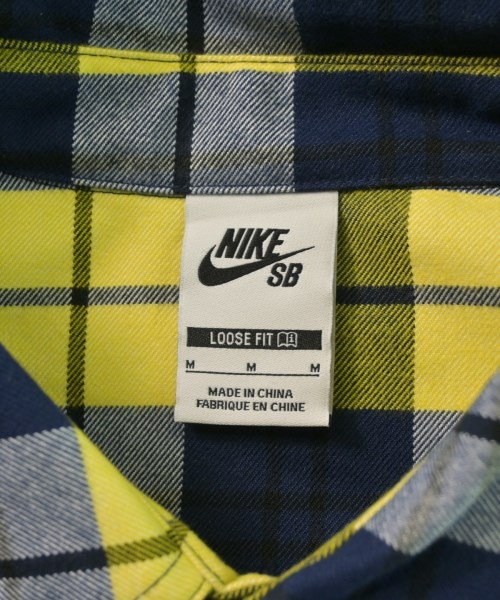 NIKE
SB
LOOSE FIT
M M M
MADE IN CHINA
FABRIQUE EN CHINE